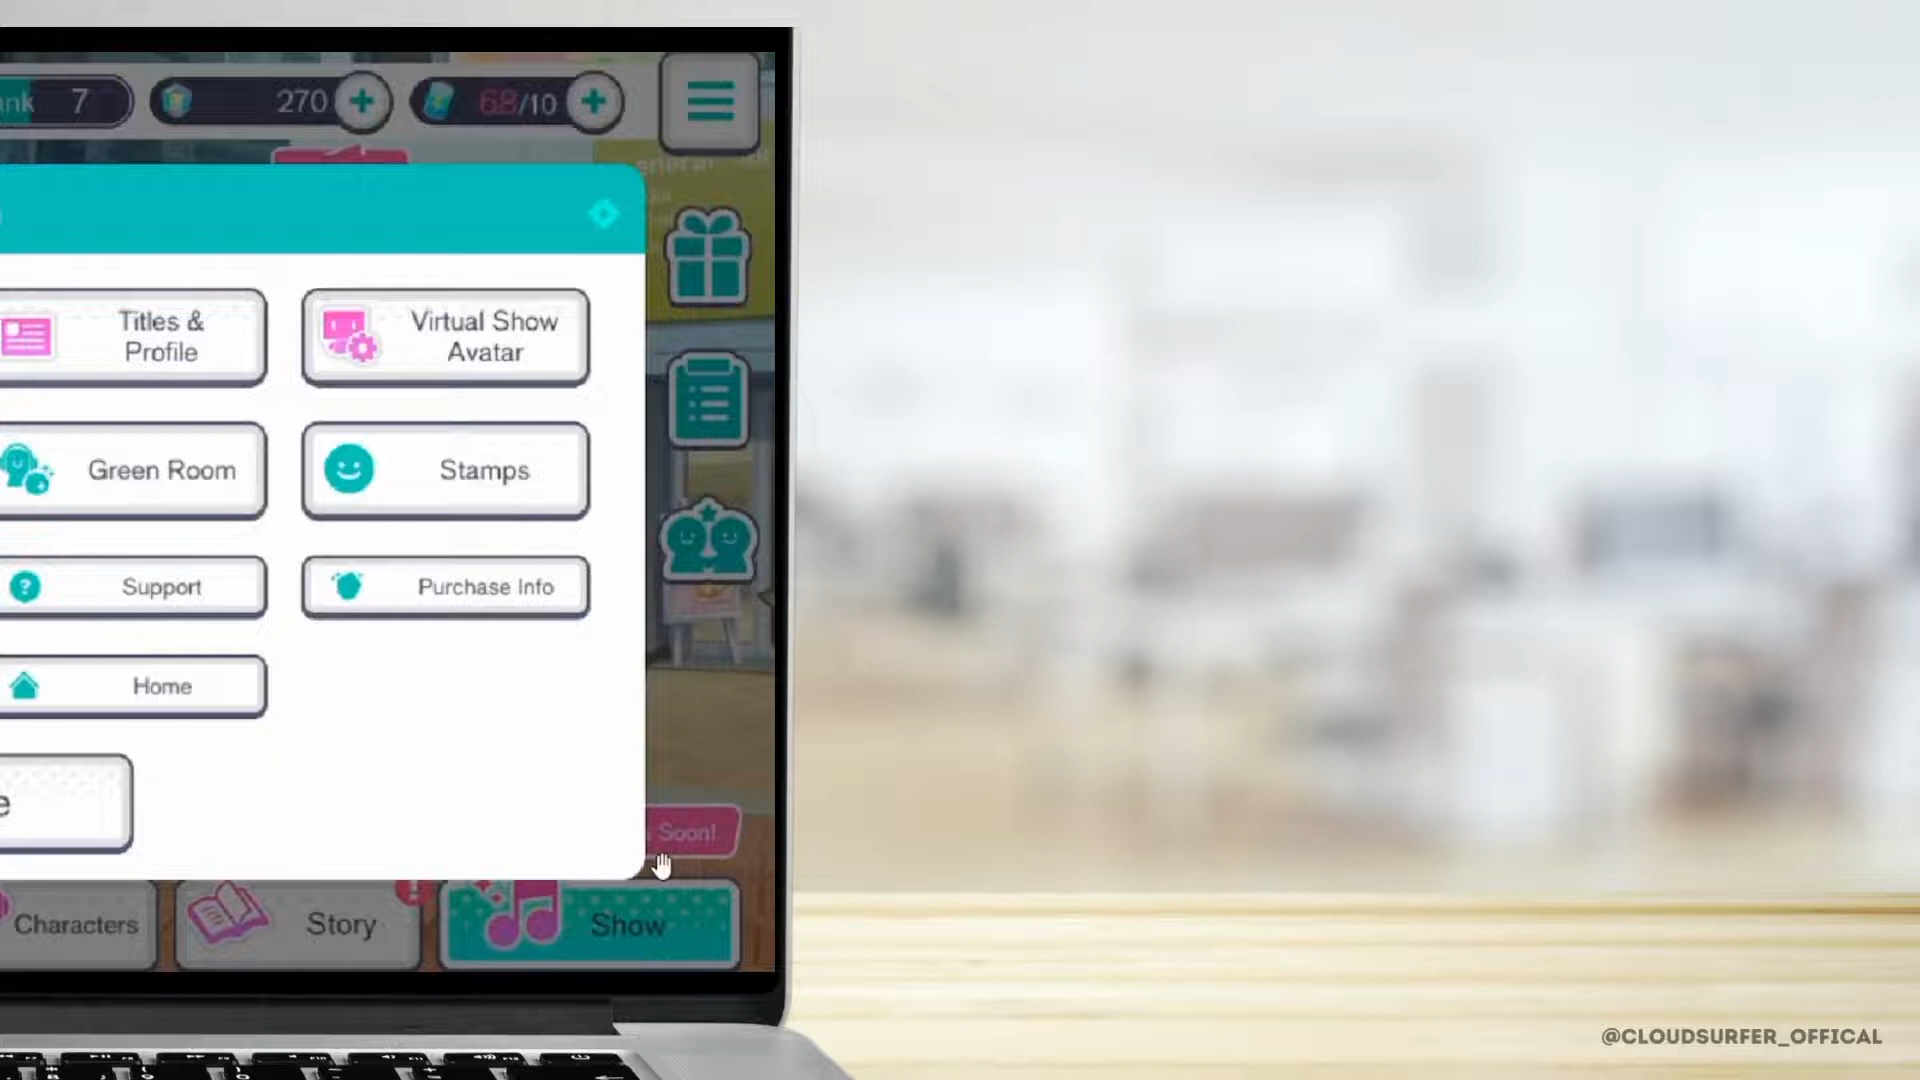 7
270
68/10
Titles &
Profile
Virtual Show
Avatar
Green Room
Stamps
Support
Purchase Info
Home
Soon!
Characters
Story
Show
@CLOUDSURFER_OFFICAL